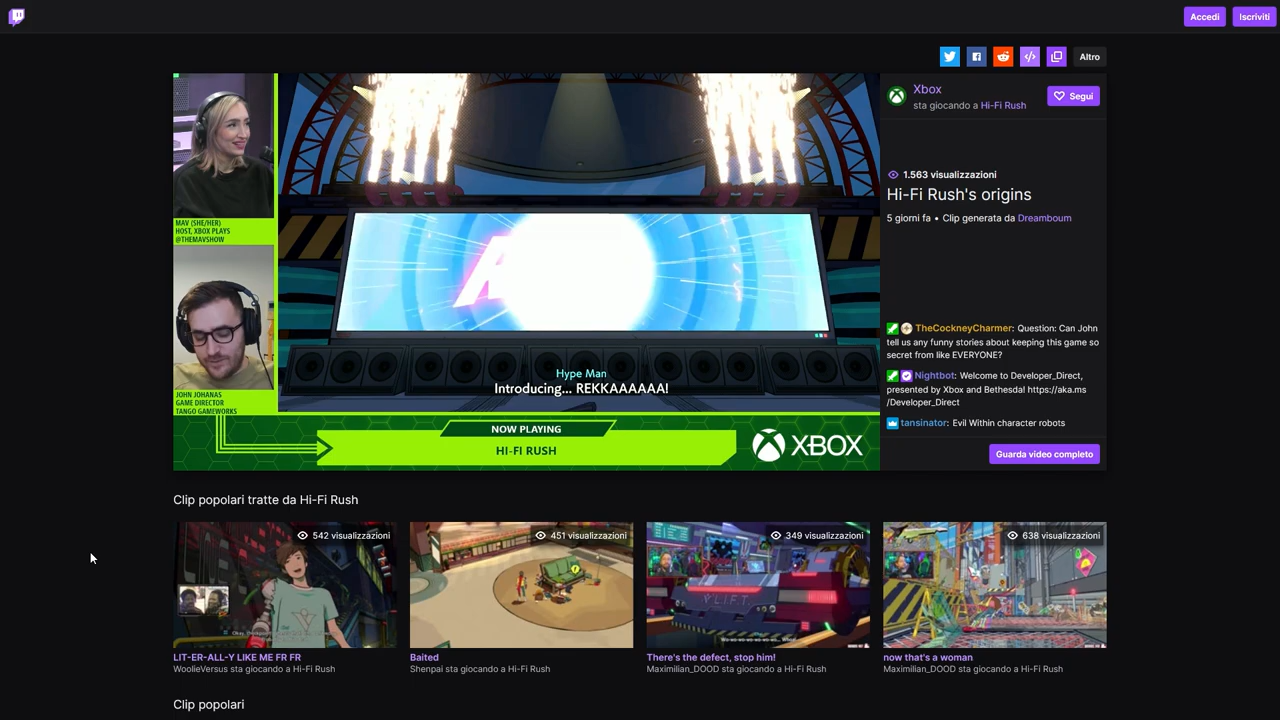 Accedi
Iscriviti
Altro
Xbox
sta giocando a Hi-Fi Rush
Segui
1.563 visualizzazioni
Hi-Fi Rush's origins
5 giorni fa • Clip generata da Dreamboum
MAV (SHE/HER)
HOST, XBOX PLAYS
@THEMAVSHOW
JOHN JOHANAS
GAME DIRECTOR
TANGO GAMEWORKS
Hype Man
Introducing... REKKAAAAAA!
NOW PLAYING
HI-FI RUSH
XBOX
TheCockneyCharmer: Question: Can John
tell us any funny stories about keeping this game so
secret from like EVERYONE?
Nightbot: Welcome to Developer_Direct,
presented by Xbox and Bethesda! https://aka.ms
/Developer_Direct
tansinator: Evil Within character robots
Guarda video completo
Clip popolari tratte da Hi-Fi Rush
542 visualizzazioni
451 visualizzazioni
349 visualizzazioni
638 visualizzazioni
V.L.I.F.T.
LIT-ER-ALL-Y LIKE ME FR FR
WoolieVersus sta giocando a Hi-Fi Rush
Baited
Shenpai sta giocando a Hi-Fi Rush
There's the defect, stop him!
Maximilian_DOOD sta giocando a Hi-Fi Rush
now that's a woman
Maximilian_DOOD sta giocando a Hi-Fi Rush
Clip popolari